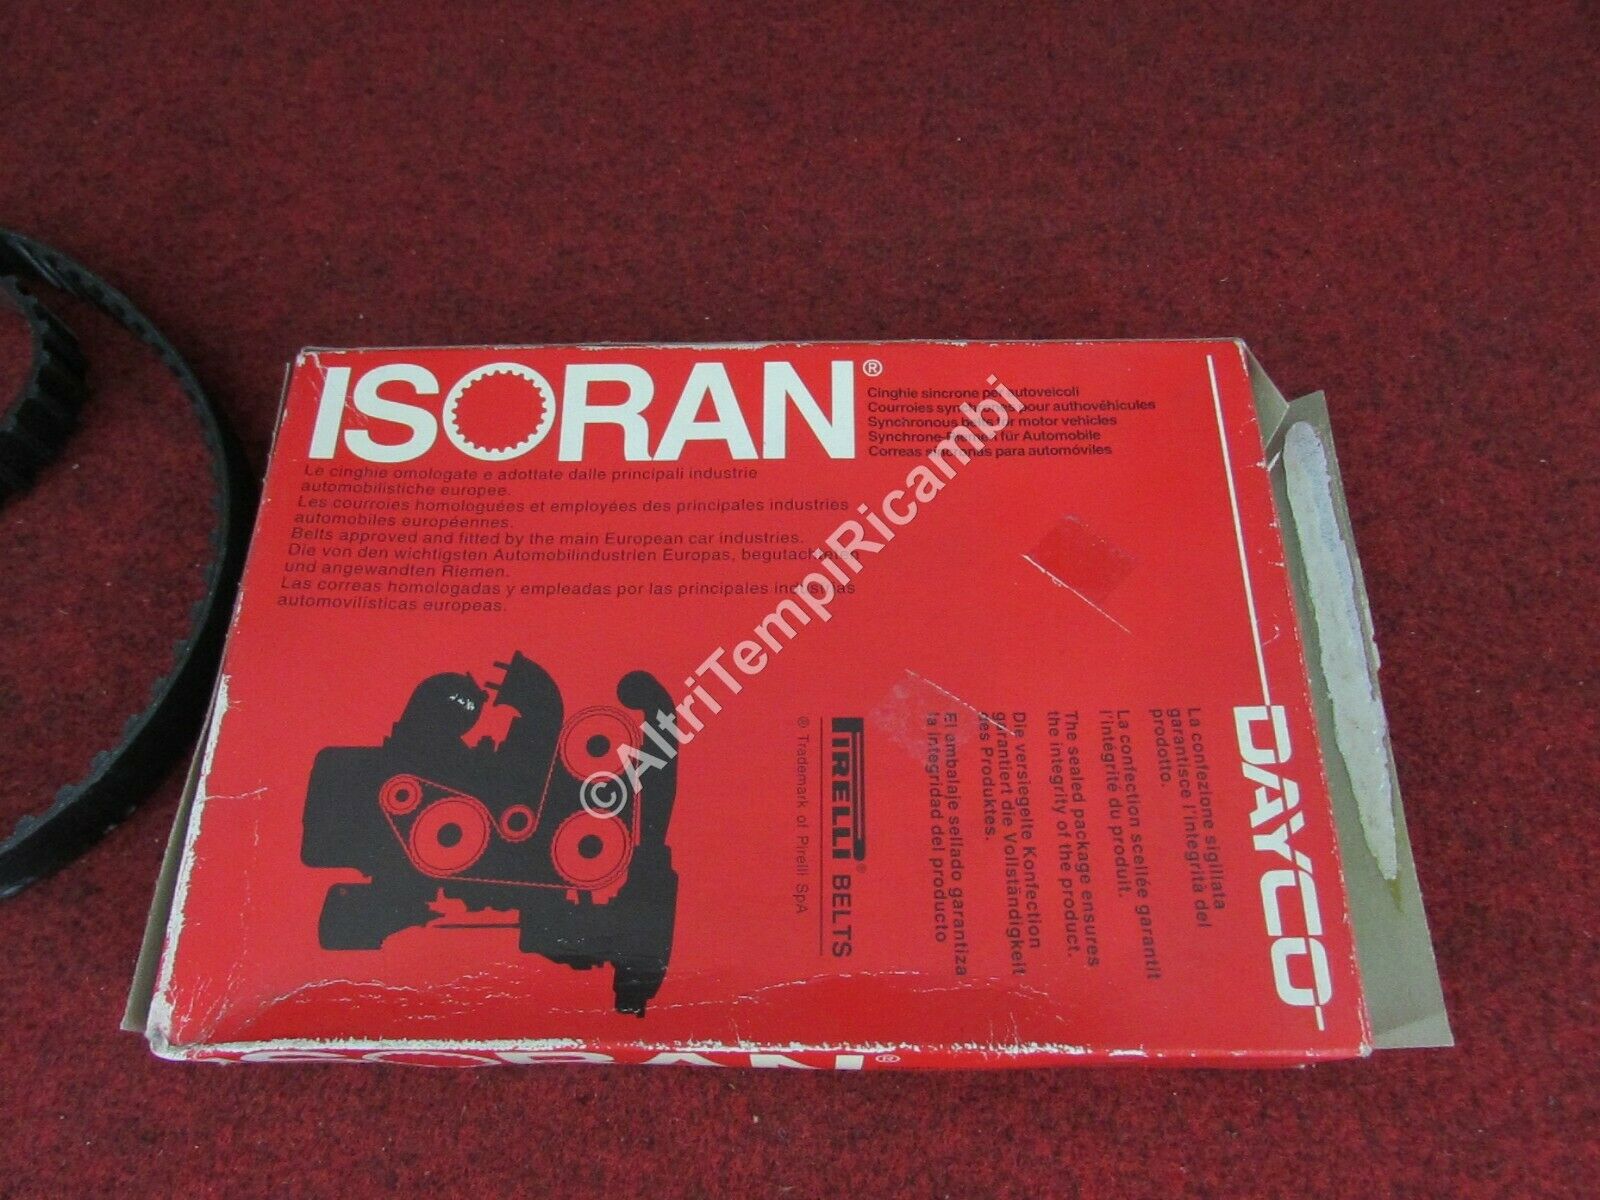 ISORAN®
Cinghie sincrone per autoveicoli
Courroies synchrones pour authovéhicules
Synchronous belts for motor vehicles
Synchrone-Riemen für Automobile
Correas sincronas para automóviles
Le cinghie omologate e adottate dalle principali industrie
automobilistiche europee.
Les courroies homologuées et employées des principales industries
automobiles européennes.
Belts approved and fitted by the main European car industries.
Die von den wichtigsten Automobilindustrien Europas, begutachteten
und angewandten Riemen.
Las correas homologadas y empleadas por las principales industrias
automovilísticas europeas.
DAYCO
La confezione sigillata
garantisce l'integrità del
prodotto.
La confection scellée garantit
l'intégrité du produit.
The sealed package ensures
the integrity of the product.
Die versiegelte Konfection
garantiert die Vollständigkeit
des Produktes.
El ambalaje sellado garantiza
la integridad del producto
PIRELLI® BELTS
® Trademark of Pirelli SpA
ISORAN®
©AltriTempiRicambi